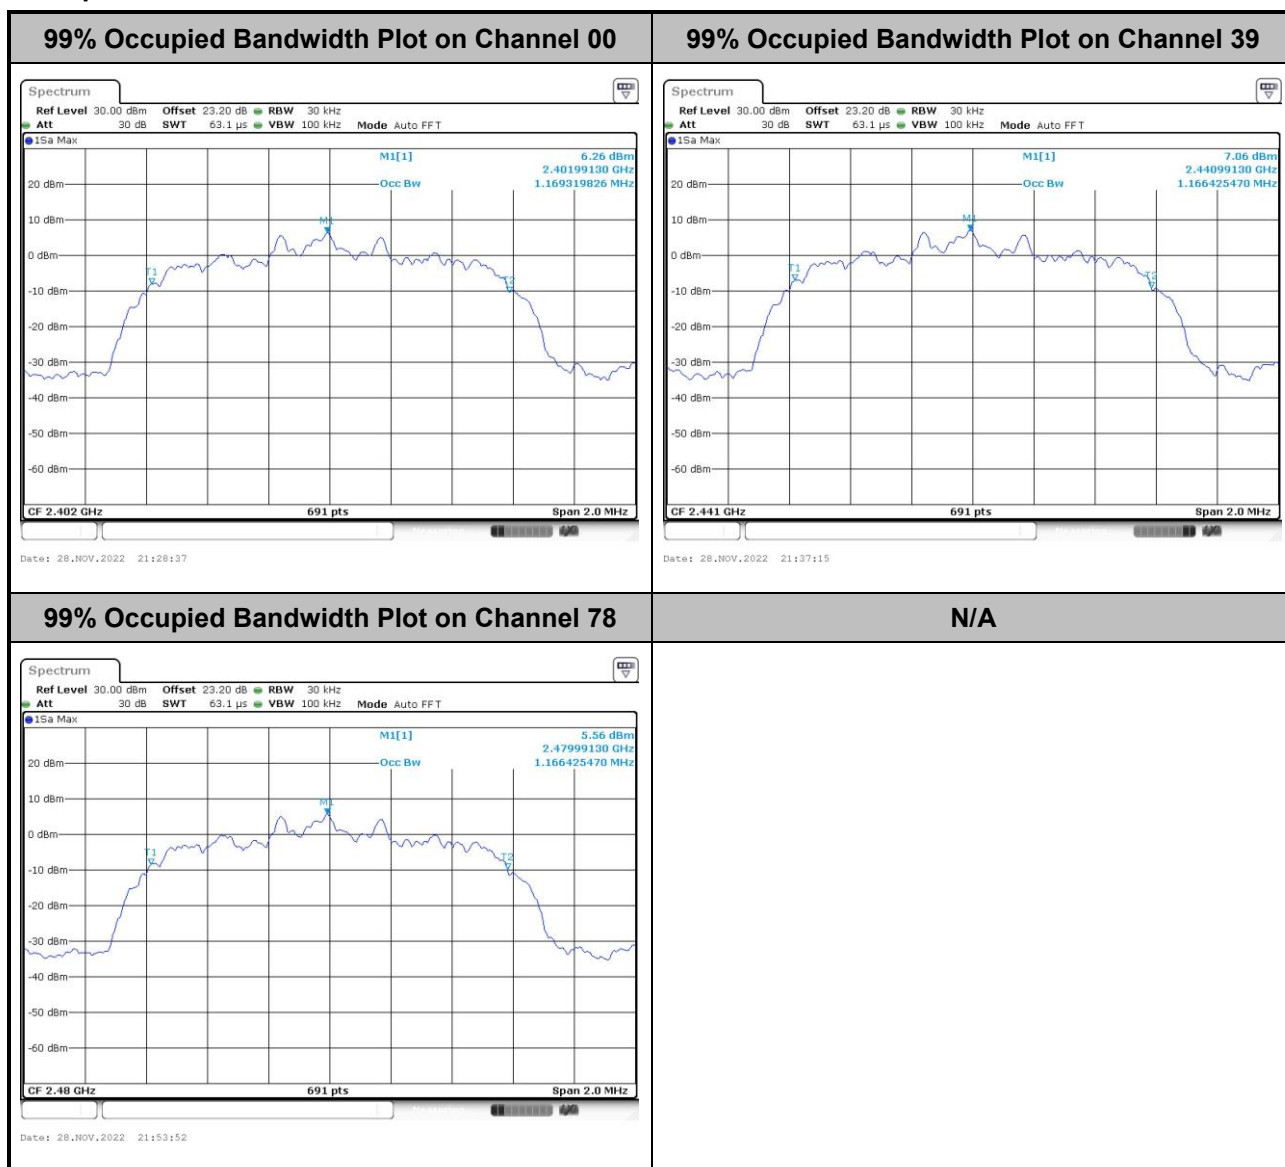 99% Occupied Bandwidth Plot on Channel 00
99% Occupied Bandwidth Plot on Channel 39
Spectrum
Ref Level 30.00 dBm Offset 23.20 dB RBW 30 kHz
Att 30 dB SWT 63.1 µs VBW 100 kHz Mode Auto FFT
1Sa Max
M1[1] 6.26 dBm
2.40199130 GHz
Occ Bw 1.169319826 MHz
20 dBm
10 dBm
M1
0 dBm
T1
T2
-10 dBm
-20 dBm
-30 dBm
-40 dBm
-50 dBm
-60 dBm
CF 2.402 GHz 691 pts Span 2.0 MHz
Date: 28.NOV.2022 21:28:37
Spectrum
Ref Level 30.00 dBm Offset 23.20 dB RBW 30 kHz
Att 30 dB SWT 63.1 µs VBW 100 kHz Mode Auto FFT
1Sa Max
M1[1] 7.06 dBm
2.44099130 GHz
Occ Bw 1.166425470 MHz
20 dBm
10 dBm
M1
0 dBm
T1
T2
-10 dBm
-20 dBm
-30 dBm
-40 dBm
-50 dBm
-60 dBm
CF 2.441 GHz 691 pts Span 2.0 MHz
Date: 28.NOV.2022 21:37:15
99% Occupied Bandwidth Plot on Channel 78
N/A
Spectrum
Ref Level 30.00 dBm Offset 23.20 dB RBW 30 kHz
Att 30 dB SWT 63.1 µs VBW 100 kHz Mode Auto FFT
1Sa Max
M1[1] 5.56 dBm
2.47999130 GHz
Occ Bw 1.166425470 MHz
20 dBm
10 dBm
M1
0 dBm
T1
T2
-10 dBm
-20 dBm
-30 dBm
-40 dBm
-50 dBm
-60 dBm
CF 2.48 GHz 691 pts Span 2.0 MHz
Date: 28.NOV.2022 21:53:52